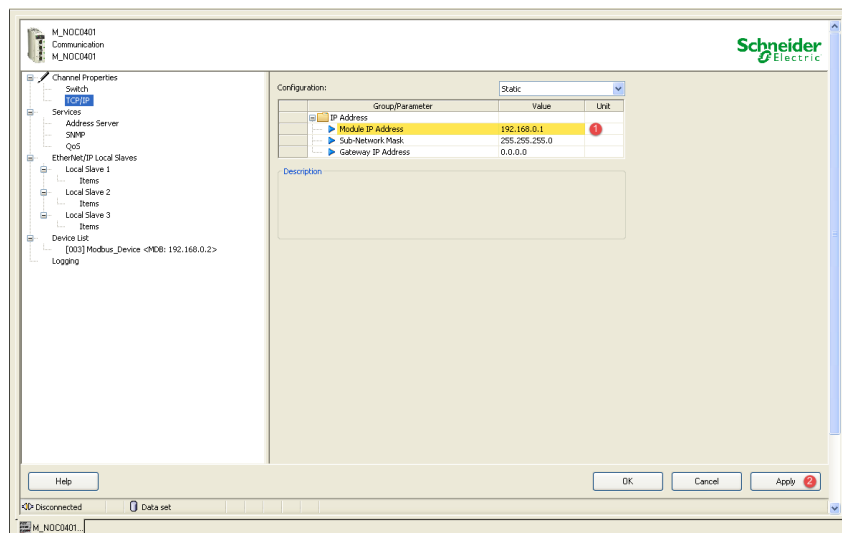 M_NOC0401
Communication
M_NOC0401
Schneider
Electric
Channel Properties
Switch
TCP/IP
Services
Address Server
SNMP
QoS
EtherNet/IP Local Slaves
Local Slave 1
Items
Local Slave 2
Items
Local Slave 3
Items
Device List
[003] Modbus_Device <MDB: 192.168.0.2>
Logging
Configuration: Static
Group/Parameter Value Unit
IP Address
Module IP Address 192.168.0.1 1
Sub-Network Mask 255.255.255.0
Gateway IP Address 0.0.0.0
Description
Help OK Cancel Apply 2
Disconnected Data set
M_NOC0401...